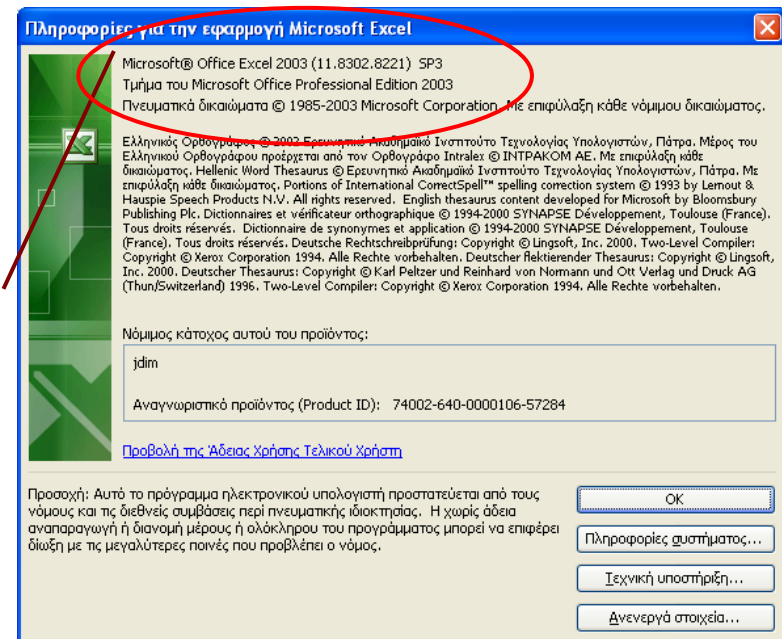 Πληροφορίες για την εφαρμογή Microsoft Excel
Microsoft® Office Excel 2003 (11.8302.8221) SP3
Τμήμα του Microsoft Office Professional Edition 2003
Πνευματικά δικαιώματα © 1985-2003 Microsoft Corporation. Με επιφύλαξη κάθε νόμιμου δικαιώματος.
Ελληνικός Ορθογράφος © 2002 Ερευνητικό Ακαδημαϊκό Ινστιτούτο Τεχνολογίας Υπολογιστών, Πάτρα. Μέρος του
Ελληνικού Ορθογράφου προέρχεται από τον Ορθογράφο Intralex © ΙΝΤΡΑΚΟΜ ΑΕ. Με επιφύλαξη κάθε
δικαιώματος. Hellenic Word Thesaurus © Ερευνητικό Ακαδημαϊκό Ινστιτούτο Τεχνολογίας Υπολογιστών, Πάτρα. Με
επιφύλαξη κάθε δικαιώματος. Portions of International CorrectSpell™ spelling correction system © 1993 by Lernout &
Hauspie Speech Products N.V. All rights reserved. English thesaurus content developed for Microsoft by Bloomsbury
Publishing Plc. Dictionnaires et vérificateur orthographique © 1994-2000 SYNAPSE Développement, Toulouse (France).
Tous droits réservés. Dictionnaire de synonymes et application © 1994-2000 SYNAPSE Développement, Toulouse
(France). Tous droits réservés. Deutsche Rechtschreibprüfung: Copyright © Lingsoft, Inc. 2000. Two-Level Compiler:
Copyright © Xerox Corporation 1994. Alle Rechte vorbehalten. Deutscher flektierender Thesaurus: Copyright © Lingsoft,
Inc. 2000. Deutscher Thesaurus: Copyright © Karl Peltzer und Reinhard von Normann und Ott Verlag und Druck AG
(Thun/Switzerland) 1996. Two-Level Compiler: Copyright © Xerox Corporation 1994. Alle Rechte vorbehalten.
Νόμιμος κάτοχος αυτού του προϊόντος:
jdim
Αναγνωριστικό προϊόντος (Product ID): 74002-640-0000106-57284
Προβολή της Άδειας Χρήσης Τελικού Χρήστη
Προσοχή: Αυτό το πρόγραμμα ηλεκτρονικού υπολογιστή προστατεύεται από τους
νόμους και τις διεθνείς συμβάσεις περί πνευματικής ιδιοκτησίας. Η χωρίς άδεια
αναπαραγωγή ή διανομή μέρους ή ολόκληρου του προγράμματος μπορεί να επιφέρει
δίωξη με τις μεγαλύτερες ποινές που προβλέπει ο νόμος.
OK
Πληροφορίες συστήματος...
Τεχνική υποστήριξη...
Ανενεργά στοιχεία...